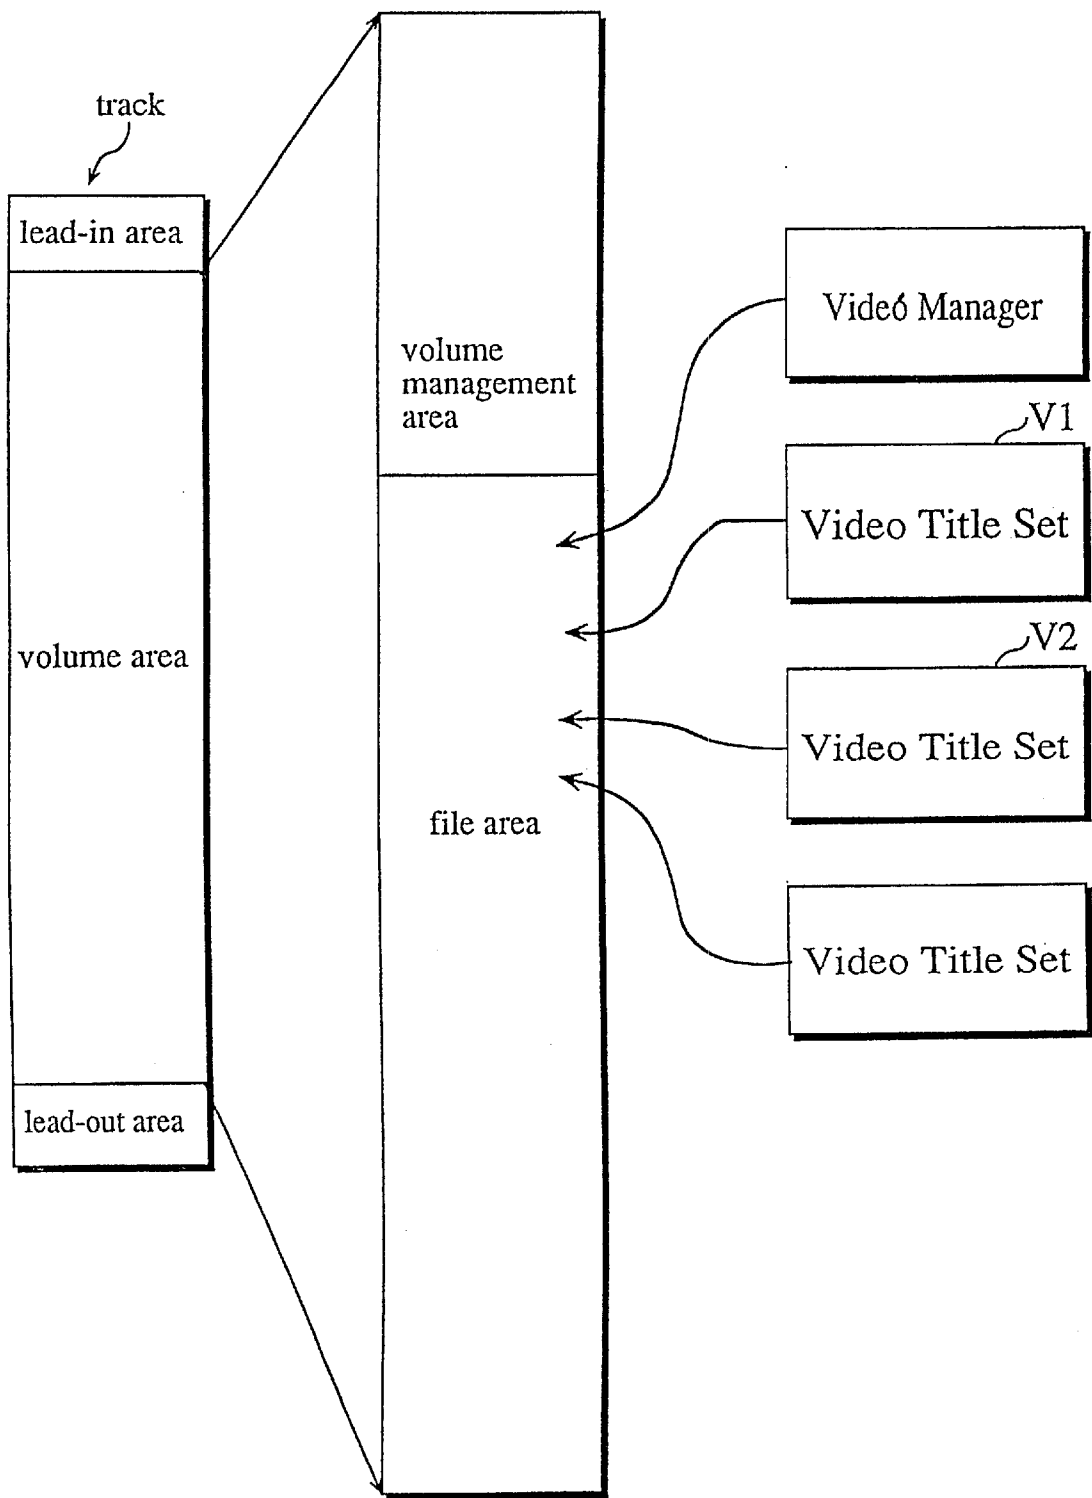 track
lead-in area
volume area
lead-out area
volume
management
area
file area
Video Manager
V1
Video Title Set
V2
Video Title Set
Video Title Set